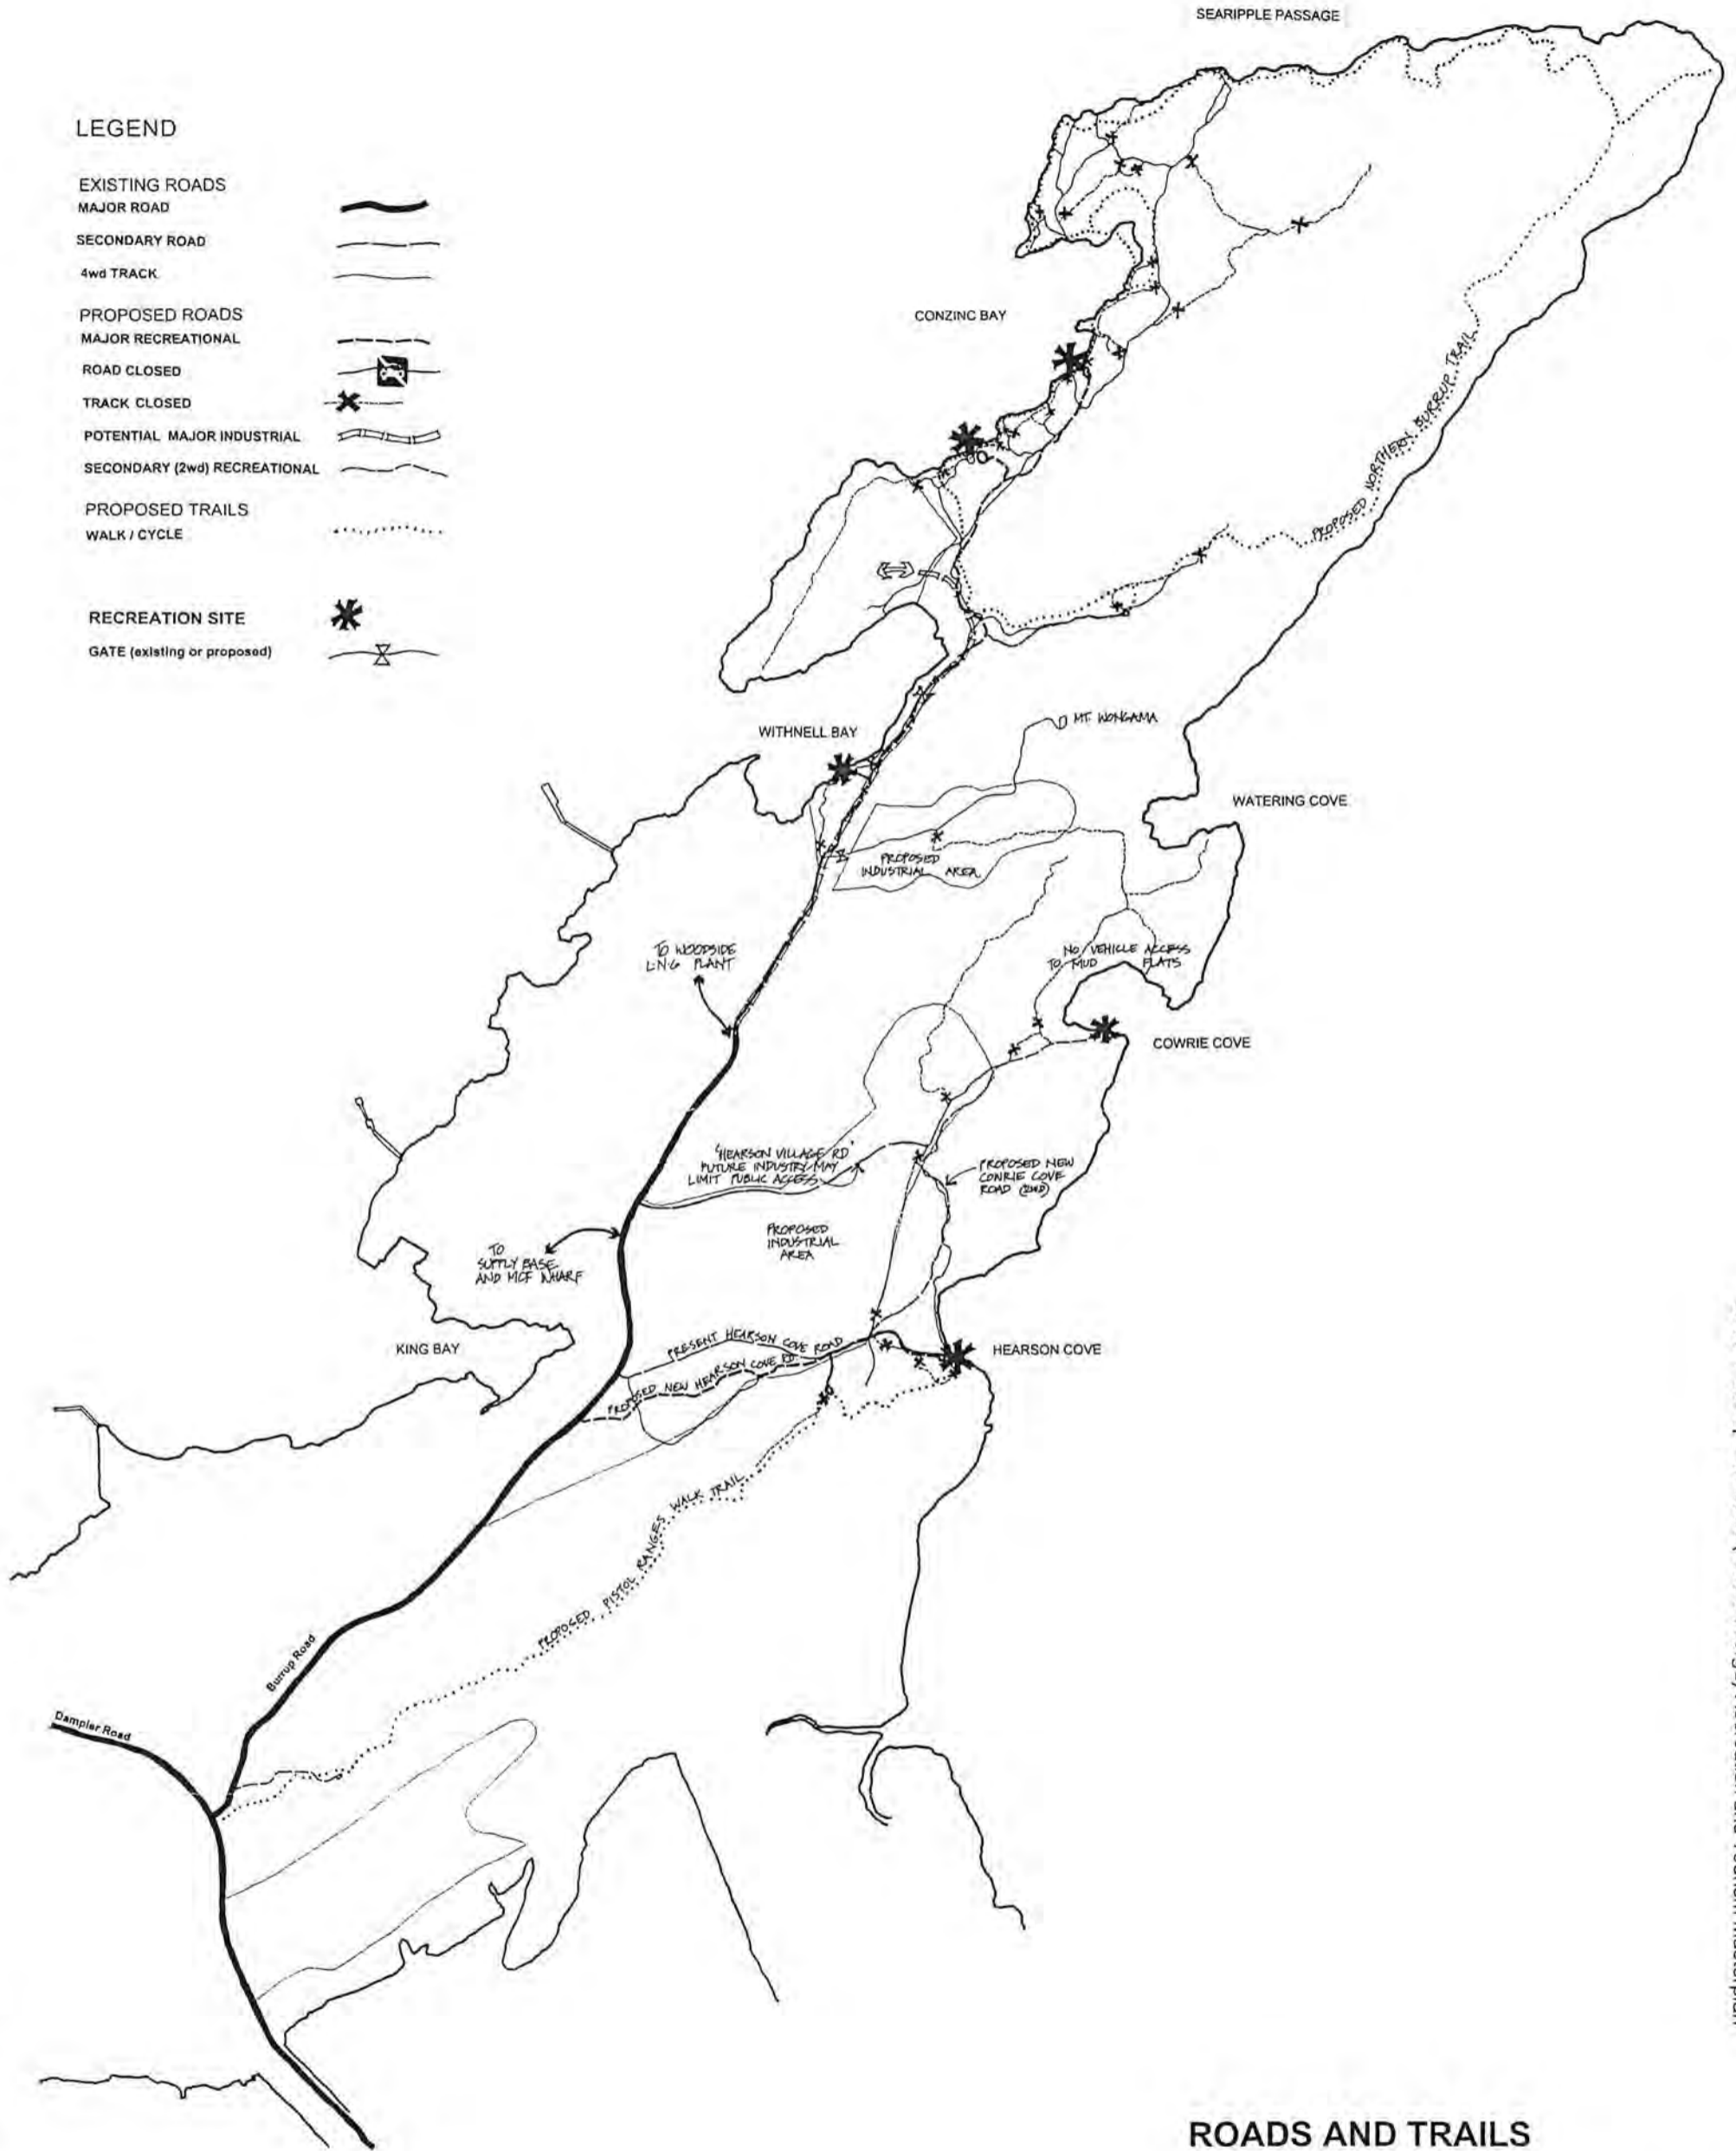 SEARIPPLE PASSAGE
LEGEND
EXISTING ROADS
MAJOR ROAD
SECONDARY ROAD
4wd TRACK
PROPOSED ROADS
MAJOR RECREATIONAL
ROAD CLOSED
TRACK CLOSED
POTENTIAL MAJOR INDUSTRIAL
SECONDARY (2wd) RECREATIONAL
PROPOSED TRAILS
WALK / CYCLE
RECREATION SITE
GATE (existing or proposed)
CONZINC BAY
PROPOSED NORTHERN BURRUP TRAIL
MT. WONGAMA
WITHNELL BAY
WATERING COVE
PROPOSED
INDUSTRIAL AREA
TO WOODSIDE
LNG PLANT
NO VEHICLE ACCESS
TO MUD FLATS
COWRIE COVE
'HEARSON VILLAGE RD'
FUTURE INDUSTRY MAY
LIMIT PUBLIC ACCESS
PROPOSED NEW
COWRIE COVE
ROAD (2WD)
PROPOSED
INDUSTRIAL
AREA
TO
SUPPLY BASE
AND MOF WHARF
KING BAY
PRESENT HEARSON COVE ROAD
PROPOSED NEW HEARSON COVE RD
HEARSON COVE
PROPOSED PISTOL RANGES WALK TRAIL
Burrup Road
Dampier Road
ROADS AND TRAILS